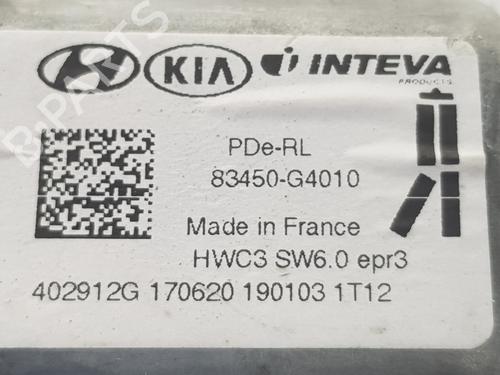 KIA INTEVA
PRODUCTS
PDe-RL
83450-G4010
Made in France
HWC3 SW6.0 epr3
402912G 170620 190103 1T12
B-PARTS